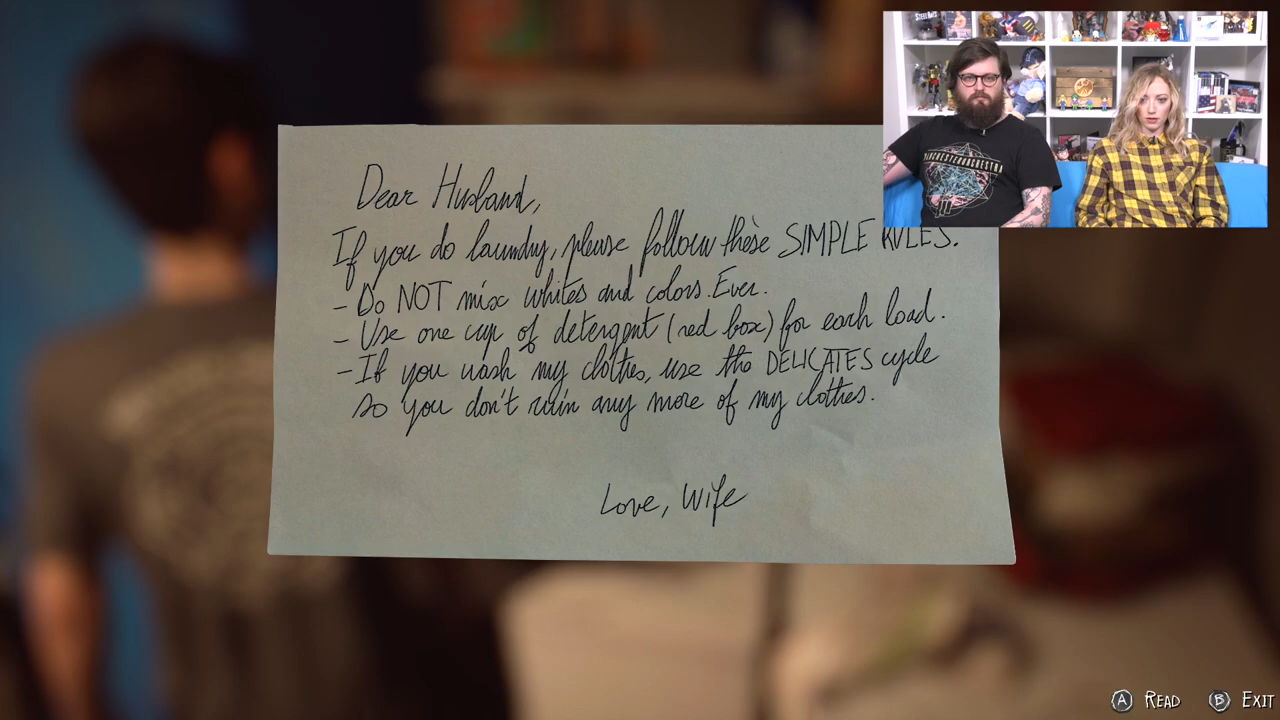 Dear Husband,
If you do laundry, please follow thèse SIMPLE RULES.
- Do NOT mix whites and colors. Ever.
- Use one cup of detergent (red box) for each load.
- If you wash my clothes, use the DELICATES cycle
so you don't ruin any more of my clothes.
Love, Wife
A READ B EXIT